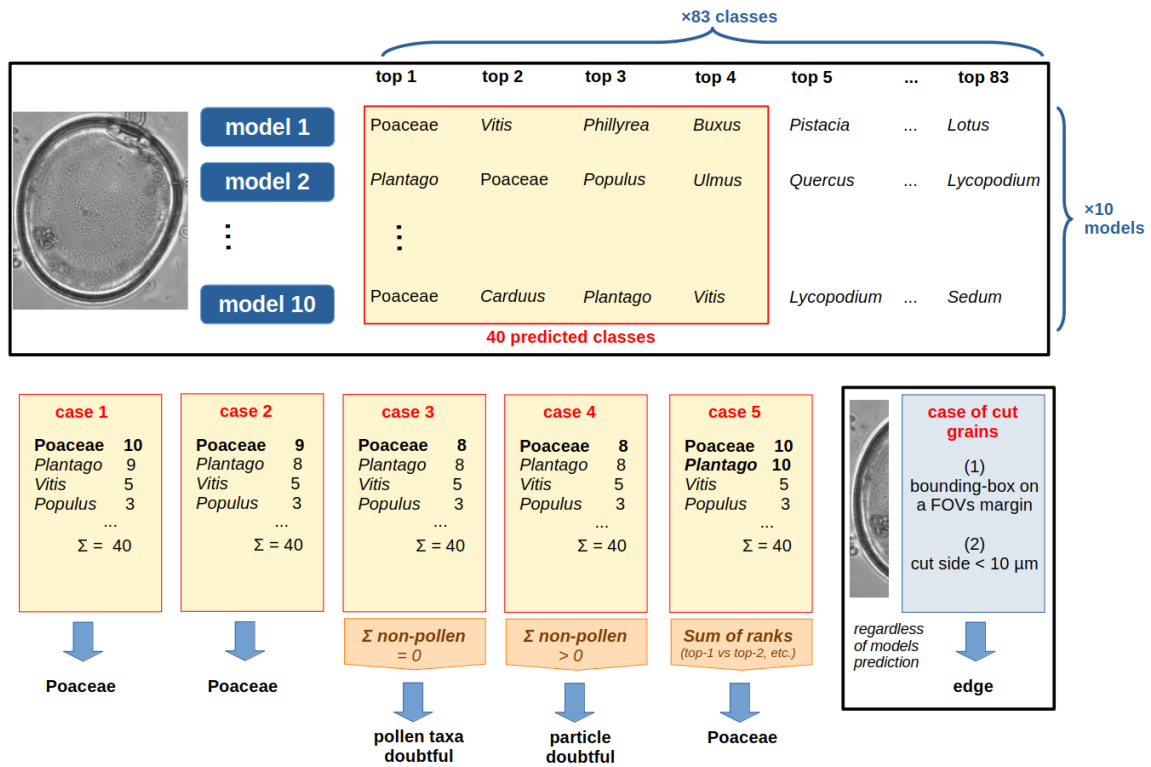 ×83 classes
top 1 top 2 top 3 top 4 top 5 ... top 83
model 1 Poaceae Vitis Phillyrea Buxus Pistacia ... Lotus
model 2 Plantago Poaceae Populus Ulmus Quercus ... Lycopodium
×10
models
⋮ ⋮
model 10 Poaceae Carduus Plantago Vitis Lycopodium ... Sedum
40 predicted classes
case 1
Poaceae 10
Plantago 9
Vitis 5
Populus 3
...
Σ = 40
Poaceae
case 2
Poaceae 9
Plantago 8
Vitis 5
Populus 3
...
Σ = 40
Poaceae
case 3
Poaceae 8
Plantago 8
Vitis 5
Populus 3
...
Σ = 40
Σ non-pollen
= 0
pollen taxa
doubtful
case 4
Poaceae 8
Plantago 8
Vitis 5
Populus 3
...
Σ = 40
Σ non-pollen
> 0
particle
doubtful
case 5
Poaceae 10
Plantago 10
Vitis 5
Populus 3
...
Σ = 40
Sum of ranks
(top-1 vs top-2, etc.)
Poaceae
case of cut
grains
(1)
bounding-box on
a FOVs margin
(2)
cut side < 10 µm
regardless
of models
prediction
edge